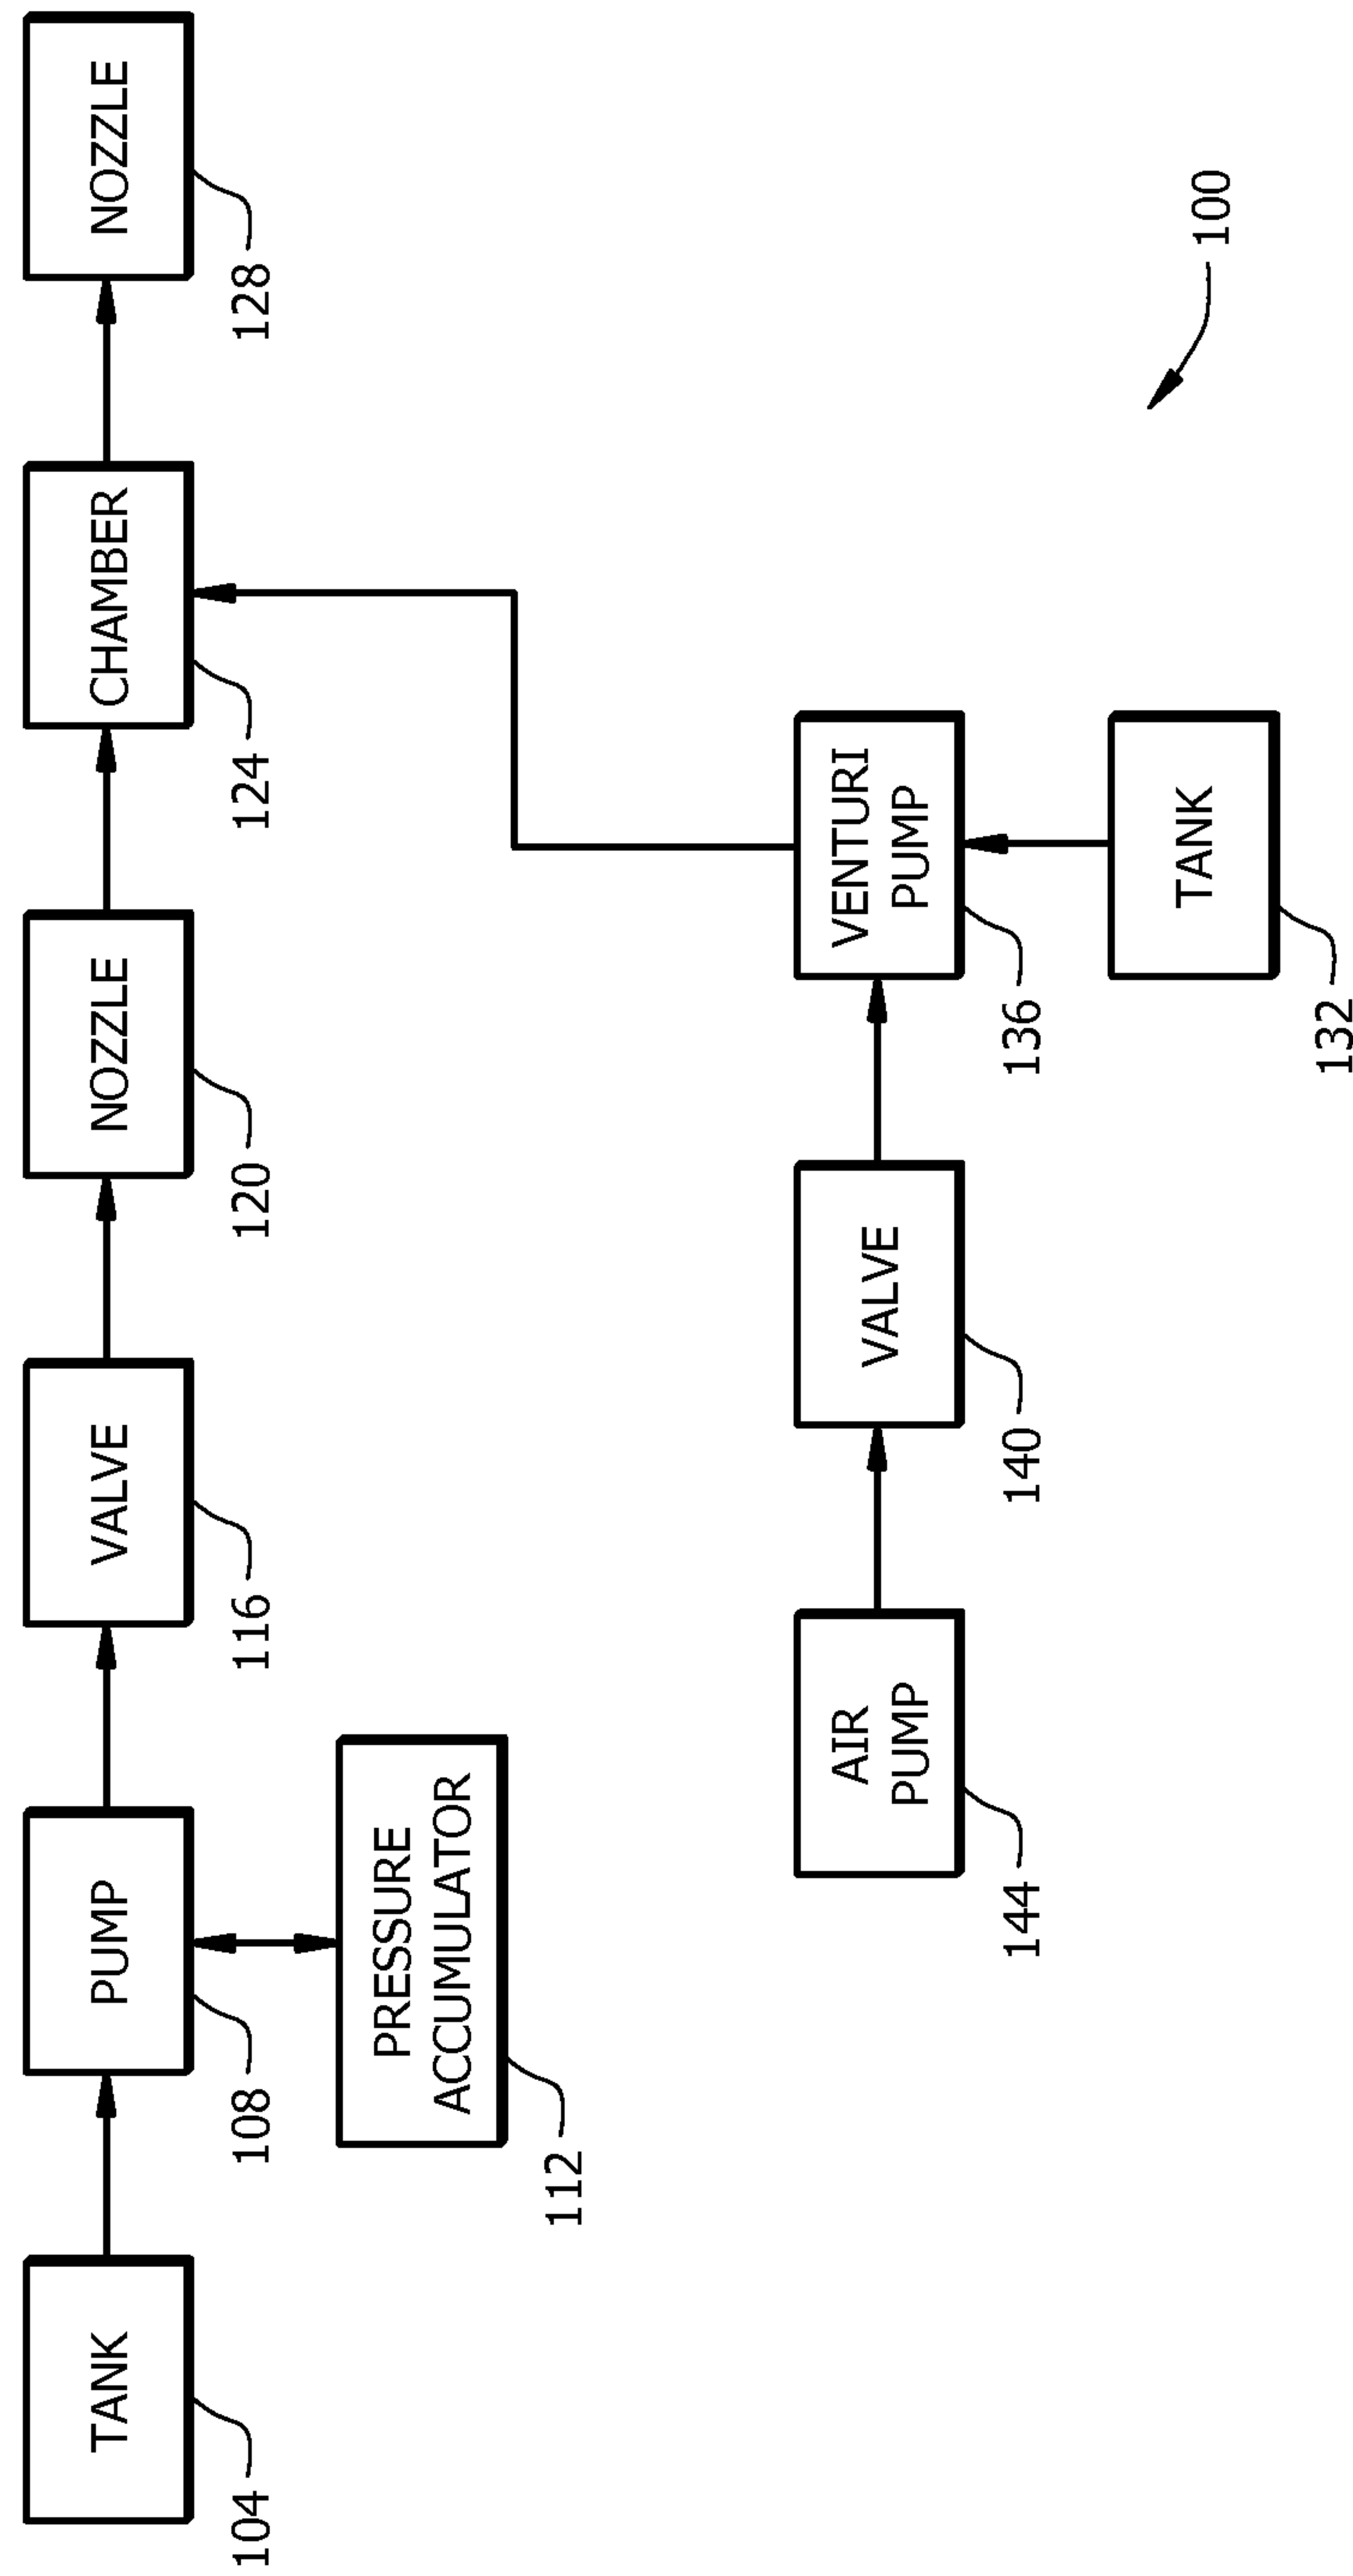 TANK
104
PUMP
108
PRESSURE
ACCUMULATOR
112
VALVE
116
NOZZLE
120
CHAMBER
124
NOZZLE
128
AIR
PUMP
144
VALVE
140
VENTURI
PUMP
136
TANK
132
100